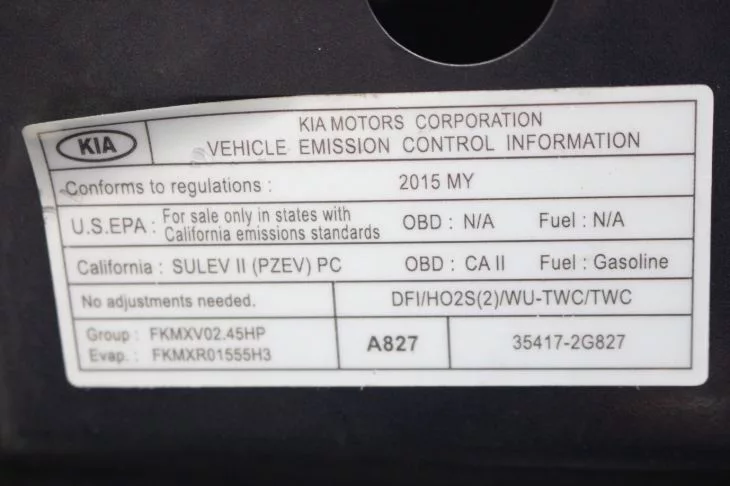 KIA
KIA MOTORS CORPORATION
VEHICLE EMISSION CONTROL INFORMATION
Conforms to regulations : 2015 MY
U.S.EPA : For sale only in states with California emissions standards OBD : N/A Fuel : N/A
California : SULEV II (PZEV) PC OBD : CA II Fuel : Gasoline
No adjustments needed. DFI/HO2S(2)/WU-TWC/TWC
Group : FKMXV02.45HP
Evap. : FKMXR01555H3
A827
35417-2G827